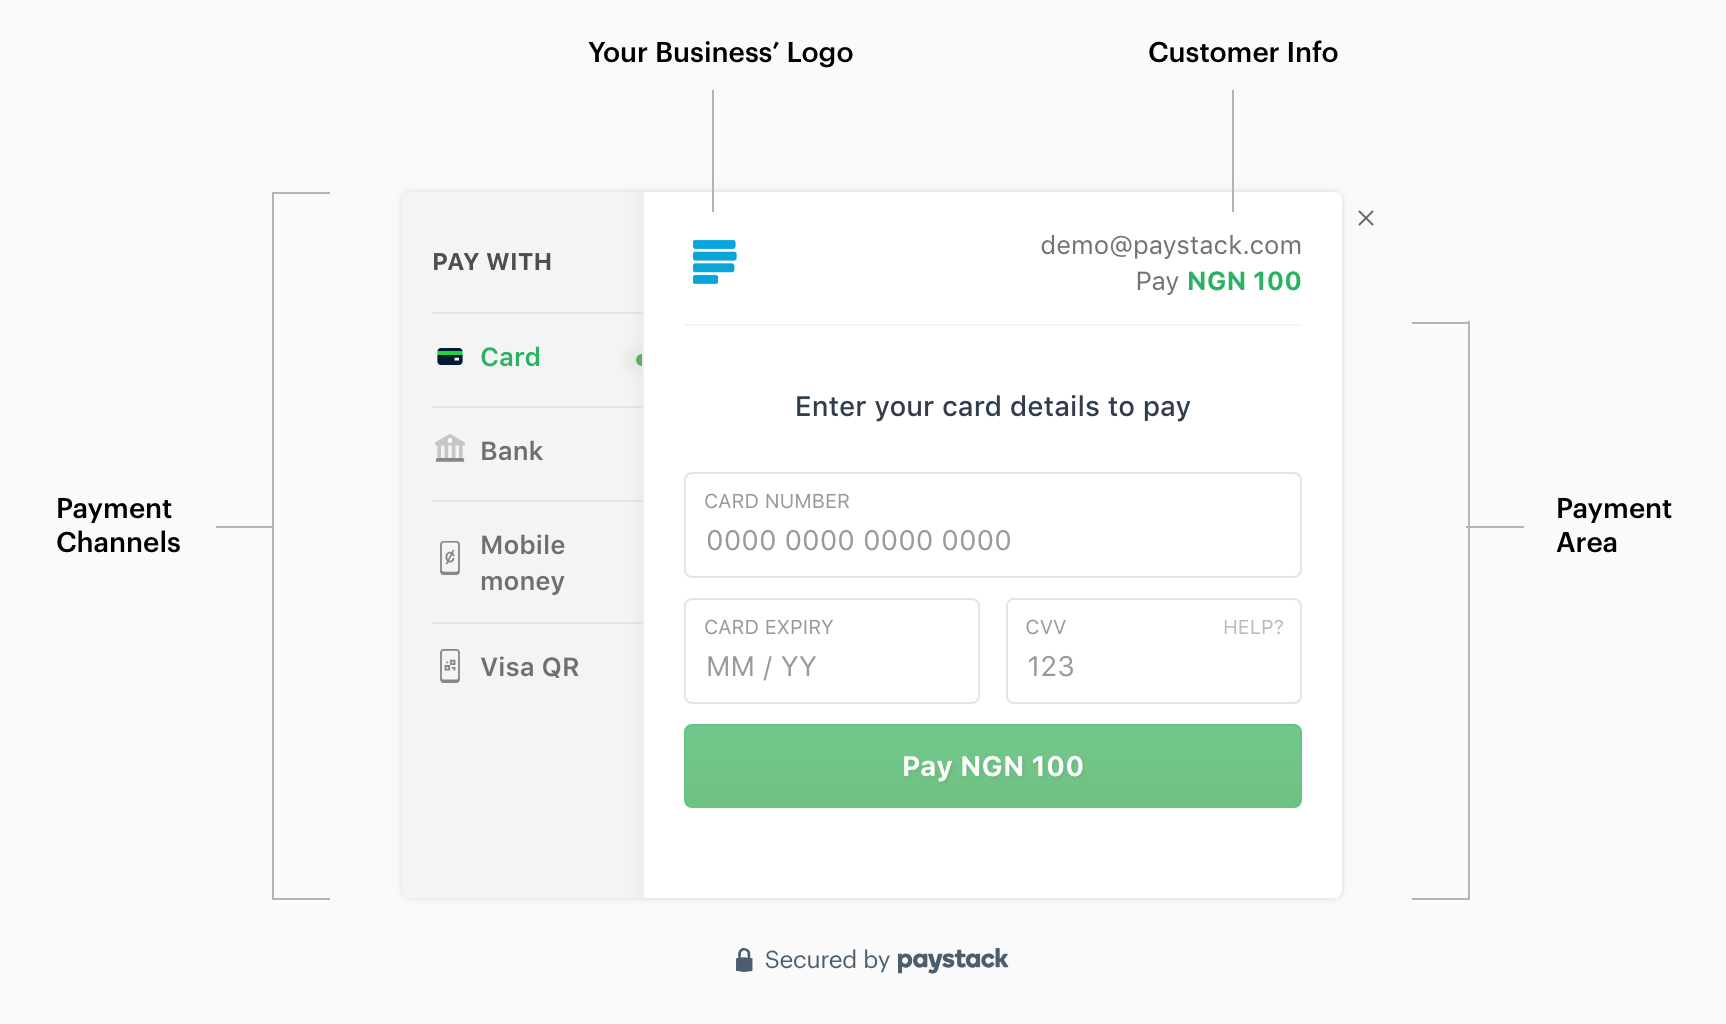 Your Business’ Logo
Customer Info
PAY WITH
demo@paystack.com
Pay NGN 100
Card
Enter your card details to pay
Bank
CARD NUMBER
0000 0000 0000 0000
Payment
Channels
Payment
Area
Mobile
money
CARD EXPIRY
MM / YY
CVV
HELP?
123
Visa QR
Pay NGN 100
Secured by paystack